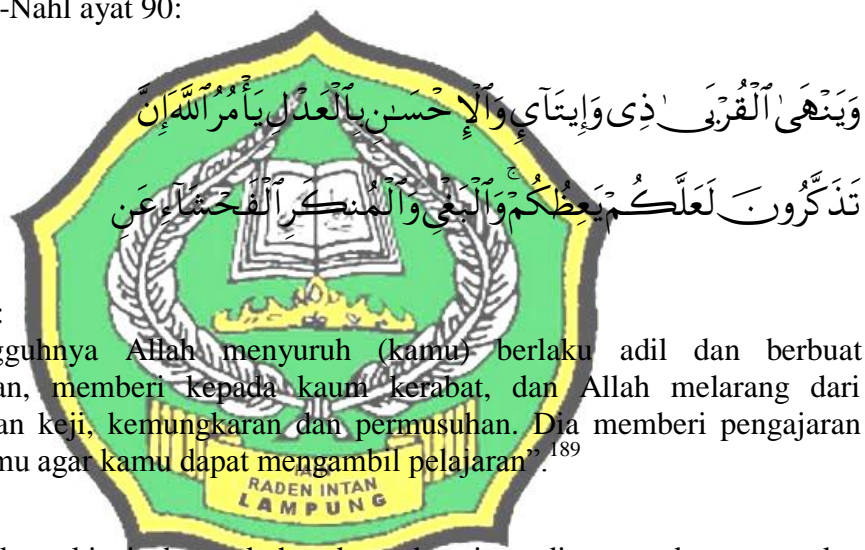 -Nahl ayat 90:
إِنَّ ٱللَّهَ يَأْمُرُ بِٱلْعَدْلِ وَٱلْإِحْسَـٰنِ وَإِيتَآىِٕ ذِى ٱلْقُرْبَىٰ وَيَنْهَىٰ
عَنِ ٱلْفَحْشَآءِ وَٱلْمُنكَرِ وَٱلْبَغْىِ ۚ يَعِظُكُمْ لَعَلَّكُمْ تَذَكَّرُونَ
:
gguhnya Allah menyuruh (kamu) berlaku adil dan berbuat
an, memberi kepada kaum kerabat, dan Allah melarang dari
an keji, kemungkaran dan permusuhan. Dia memberi pengajaran
mu agar kamu dapat mengambil pelajaran”.189
RADEN INTAN
LAMPUNG